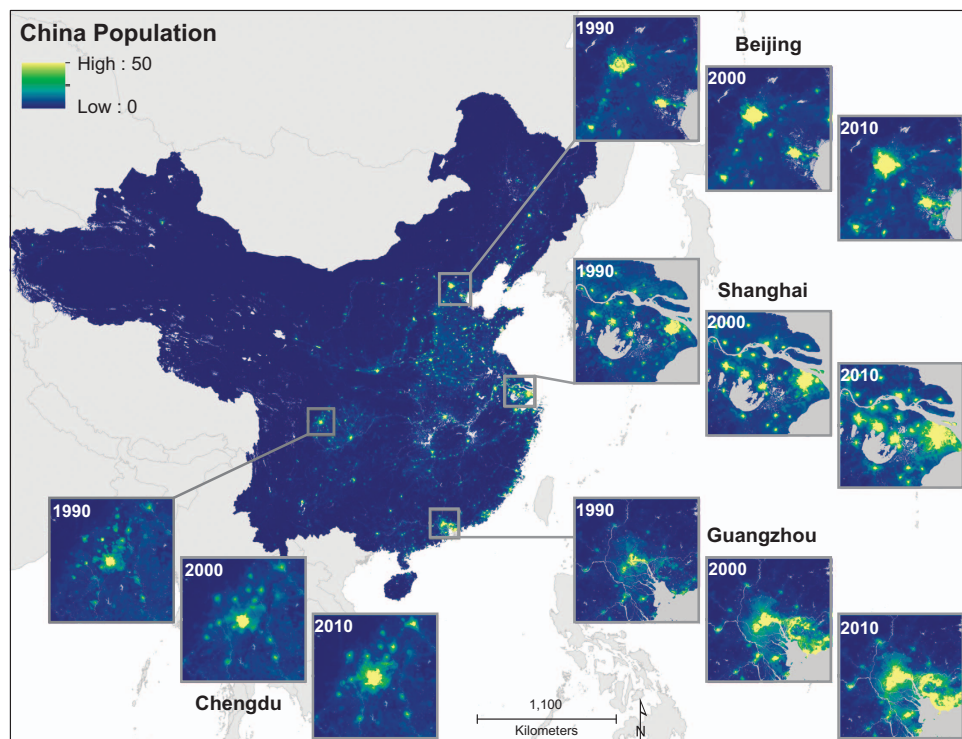 China Population
High : 50
Low : 0
1990
Beijing
2000
2010
1990
Shanghai
2000
2010
1990
Guangzhou
2000
2010
1990
2000
2010
Chengdu
1,100
Kilometers
N